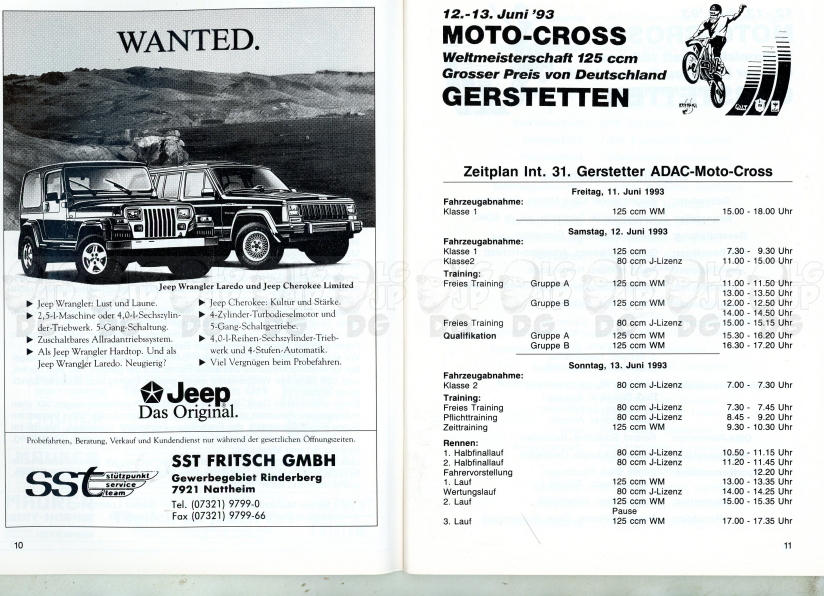 WANTED.
Jeep Wrangler Laredo und Jeep Cherokee Limited
▶ Jeep Wrangler: Lust und Laune.
▶ 2,5-l-Maschine oder 4,0-l-Sechszylin-
der-Triebwerk. 5-Gang-Schaltung.
▶ Zuschaltbares Allradantriebssystem.
▶ Als Jeep Wrangler Hardtop. Und als
Jeep Wrangler Laredo. Neugierig?
▶ Jeep Cherokee: Kultur und Stärke.
▶ 4-Zylinder-Turbodieselmotor und
5-Gang-Schaltgetriebe.
▶ 4,0-l-Reihen-Sechszylinder-Trieb-
werk und 4-Stufen-Automatik.
▶ Viel Vergnügen beim Probefahren.
Jeep
Das Original.
Probefahrten, Beratung, Verkauf und Kundendienst nur während der gesetzlichen Öffnungszeiten.
SST stützpunkt
service
team
SST FRITSCH GMBH
Gewerbegebiet Rinderberg
7921 Nattheim
Tel. (07321) 9799-0
Fax (07321) 9799-66
10
12.-13. Juni '93
MOTO-CROSS
Weltmeisterschaft 125 ccm
Grosser Preis von Deutschland
GERSTETTEN
Zeitplan Int. 31. Gerstetter ADAC-Moto-Cross
Freitag, 11. Juni 1993
Fahrzeugabnahme:
Klasse 1 125 ccm WM 15.00 - 18.00 Uhr
Samstag, 12. Juni 1993
Fahrzeugabnahme:
Klasse 1 125 ccm 7.30 - 9.30 Uhr
Klasse2 80 ccm J-Lizenz 11.00 - 15.00 Uhr
Training:
Freies Training Gruppe A 125 ccm WM 11.00 - 11.50 Uhr
13.00 - 13.50 Uhr
Gruppe B 125 ccm WM 12.00 - 12.50 Uhr
14.00 - 14.50 Uhr
Freies Training 80 ccm J-Lizenz 15.00 - 15.15 Uhr
Qualifikation Gruppe A 125 ccm WM 15.30 - 16.20 Uhr
Gruppe B 125 ccm WM 16.30 - 17.20 Uhr
Sonntag, 13. Juni 1993
Fahrzeugabnahme:
Klasse 2 80 ccm J-Lizenz 7.00 - 7.30 Uhr
Training:
Freies Training 80 ccm J-Lizenz 7.30 - 7.45 Uhr
Pflichttraining 80 ccm J-Lizenz 8.45 - 9.20 Uhr
Zeittraining 125 ccm WM 9.30 - 10.30 Uhr
Rennen:
1. Halbfinallauf 80 ccm J-Lizenz 10.50 - 11.15 Uhr
2. Halbfinallauf 80 ccm J-Lizenz 11.20 - 11.45 Uhr
Fahrervorstellung 12.20 Uhr
1. Lauf 125 ccm WM 13.00 - 13.35 Uhr
Wertungslauf 80 ccm J-Lizenz 14.00 - 14.25 Uhr
2. Lauf 125 ccm WM 15.00 - 15.35 Uhr
Pause
3. Lauf 125 ccm WM 17.00 - 17.35 Uhr
11